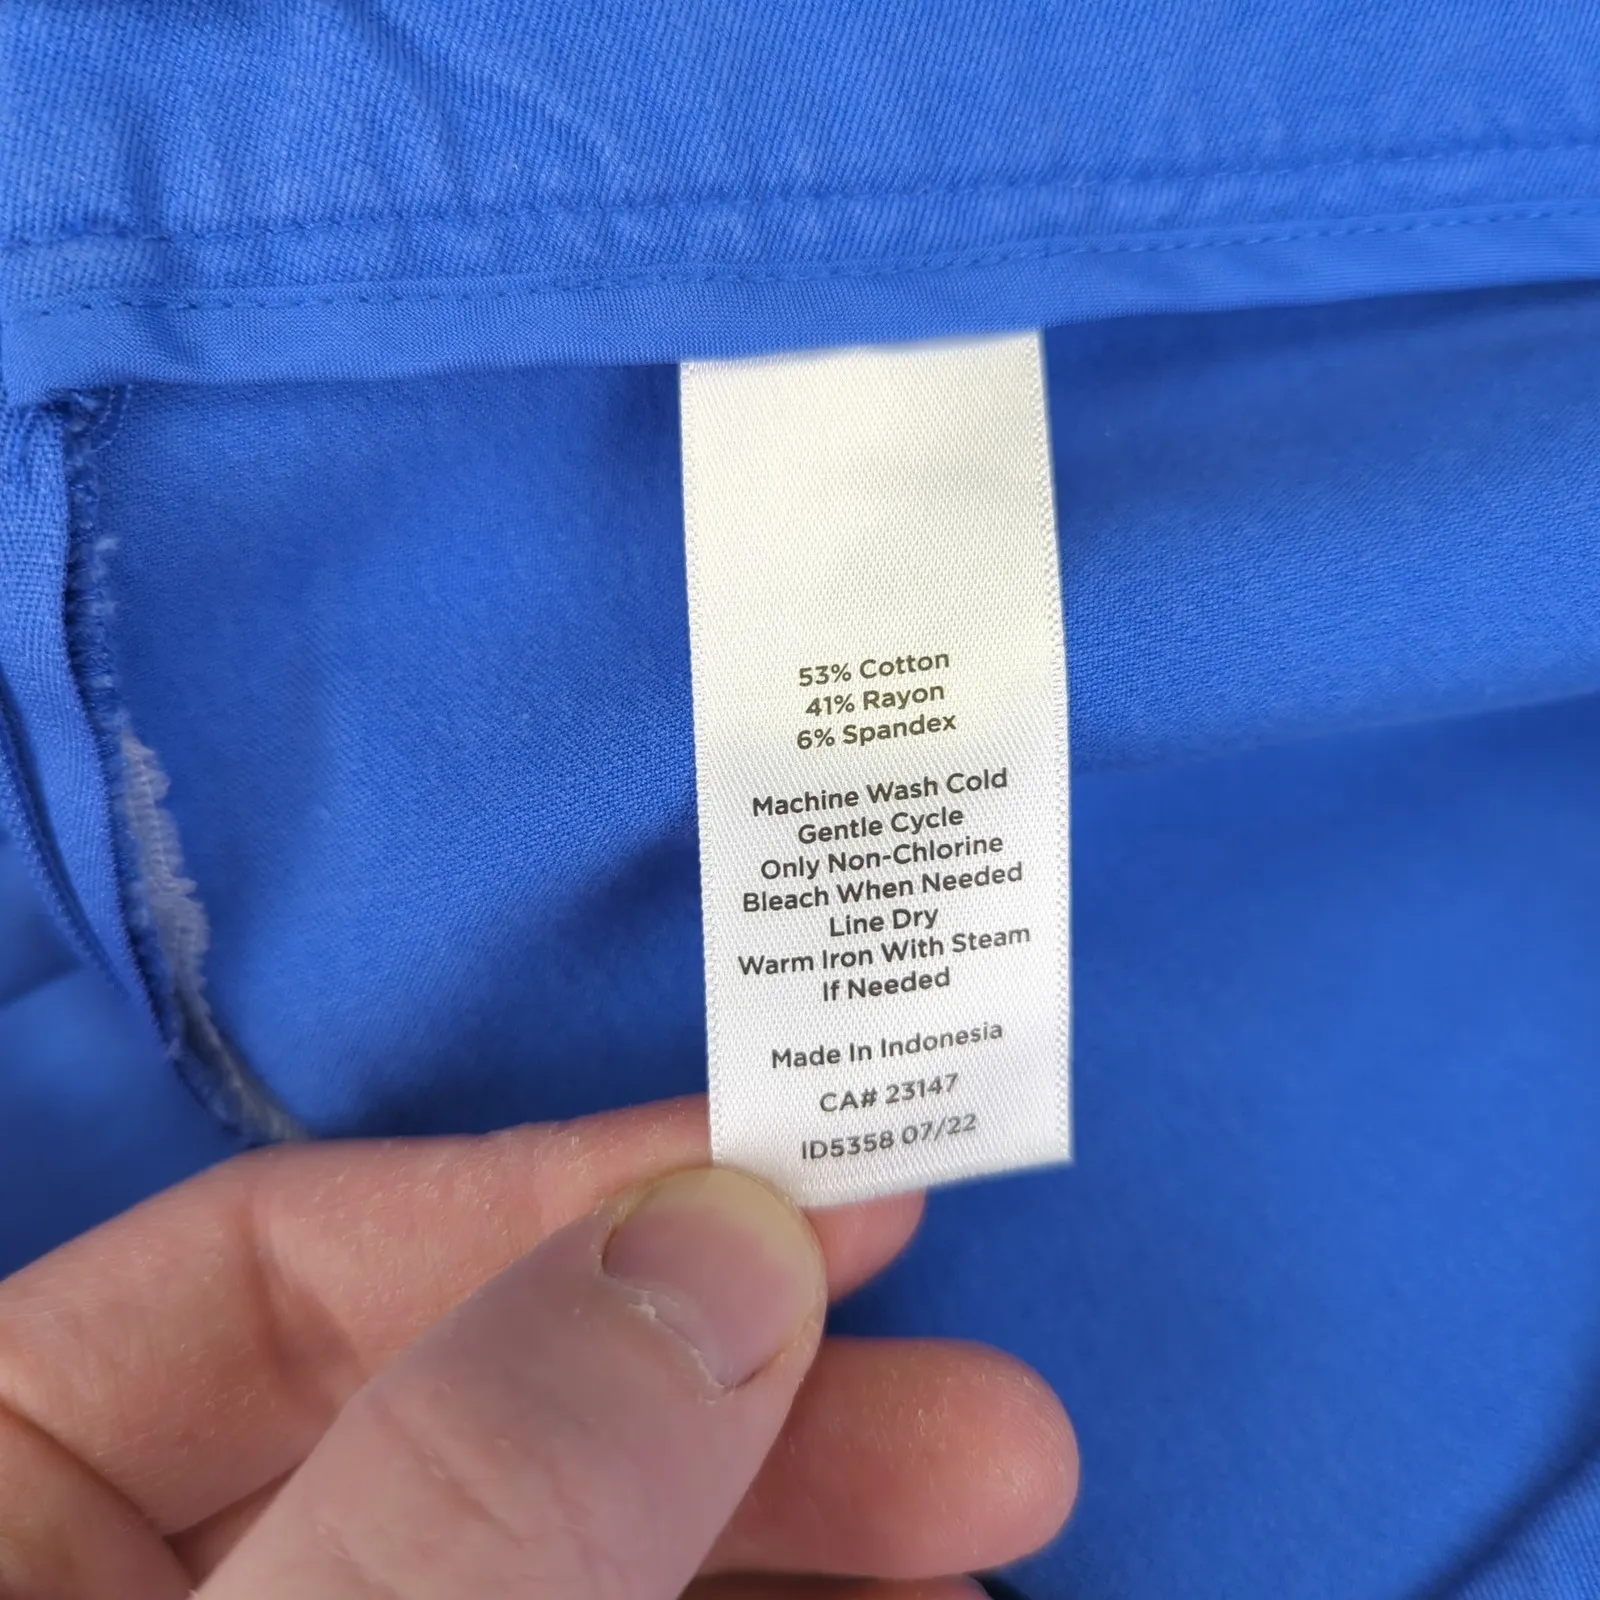 53% Cotton
41% Rayon
6% Spandex
Machine Wash Cold
Gentle Cycle
Only Non-Chlorine
Bleach When Needed
Line Dry
Warm Iron With Steam
If Needed
Made In Indonesia
CA# 23147
ID5358 07/22